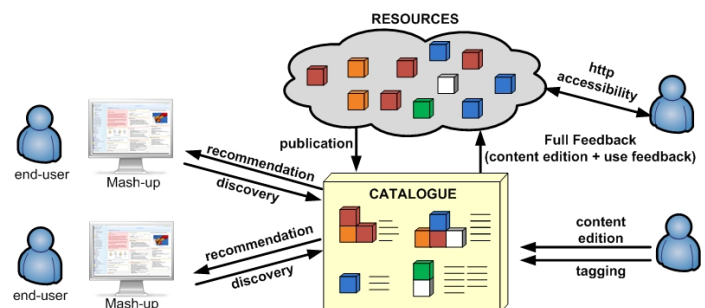 RESOURCES
http
accessibility
publication
Full Feedback
(content edition + use feedback)
recommendation
discovery
end-user
Mash-up
CATALOGUE
recommendation
discovery
content
edition
tagging
end-user
Mash-up